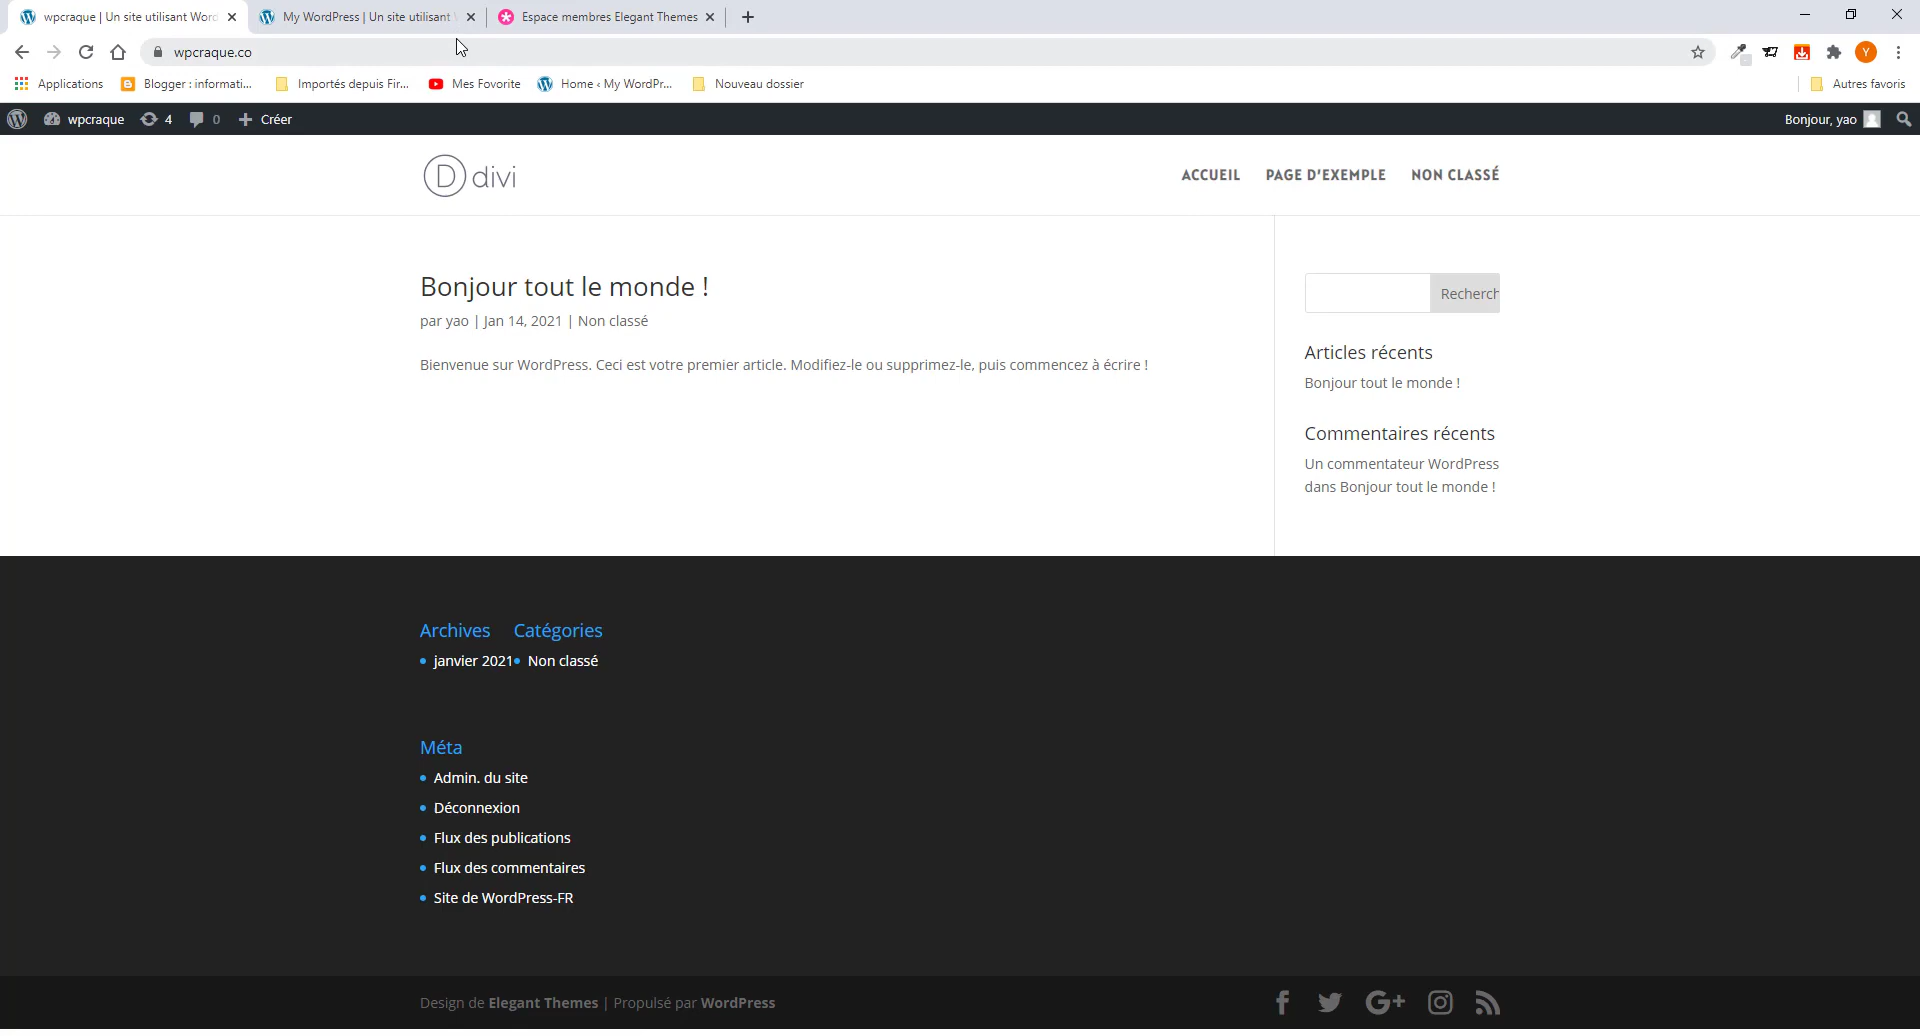 wpcraque | Un site utilisant Word
My WordPress | Un site utilisant
Espace membres Elegant Themes
wpcraque.co
Y
Applications
Blogger : informati...
Importés depuis Fir...
Mes Fovorite
Home ‹ My WordPr...
Nouveau dossier
Autres favoris
wpcraque
4
0
Créer
Bonjour, yao
D divi
ACCUEIL
PAGE D'EXEMPLE
NON CLASSÉ
Bonjour tout le monde !
par yao | Jan 14, 2021 | Non classé
Bienvenue sur WordPress. Ceci est votre premier article. Modifiez-le ou supprimez-le, puis commencez à écrire !
Recherch
Articles récents
Bonjour tout le monde !
Commentaires récents
Un commentateur WordPress
dans Bonjour tout le monde !
Archives
janvier 2021
Catégories
Non classé
Méta
Admin. du site
Déconnexion
Flux des publications
Flux des commentaires
Site de WordPress-FR
Design de Elegant Themes | Propulsé par WordPress
G+